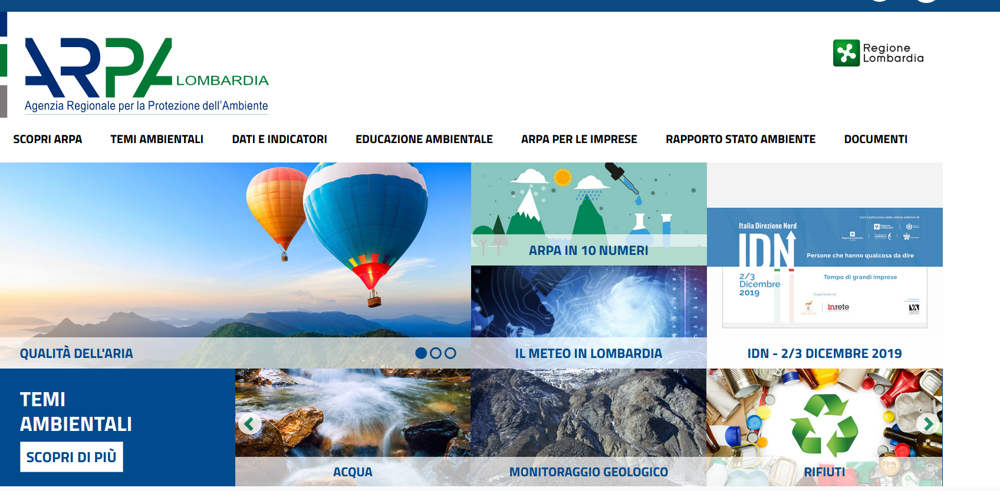 ARPA LOMBARDIA
Agenzia Regionale per la Protezione dell'Ambiente
Regione
Lombardia
SCOPRI ARPA
TEMI AMBIENTALI
DATI E INDICATORI
EDUCAZIONE AMBIENTALE
ARPA PER LE IMPRESE
RAPPORTO STATO AMBIENTE
DOCUMENTI
QUALITÀ DELL'ARIA
ARPA IN 10 NUMERI
IL METEO IN LOMBARDIA
Italia Direzione Nord
IDN
Con il patrocinio nelle ultime edizioni di
Persone che hanno qualcosa da dire
2/3
Dicembre
2019
Tempo di grandi imprese
Organizzato da
inrete
IDN - 2/3 DICEMBRE 2019
TEMI
AMBIENTALI
SCOPRI DI PIÙ
ACQUA
MONITORAGGIO GEOLOGICO
RIFIUTI